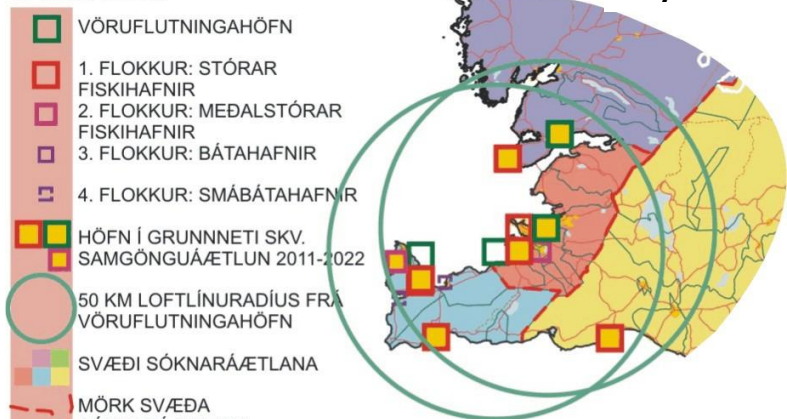 VÖRUFLUTNINGAHÖFN
1. FLOKKUR: STÓRAR
FISKIHAFNIR
2. FLOKKUR: MEÐALSTÓRAR
FISKIHAFNIR
3. FLOKKUR: BÁTAHAFNIR
4. FLOKKUR: SMÁBÁTAHAFNIR
HÖFN Í GRUNNNETI SKV.
SAMGÖNGUÁÆTLUN 2011-2022
50 KM LOFTLÍNURADÍUS FRÁ
VÖRUFLUTNINGAHÖFN
SVÆÐI SÓKNARÁÆTLANA
MÖRK SVÆÐA